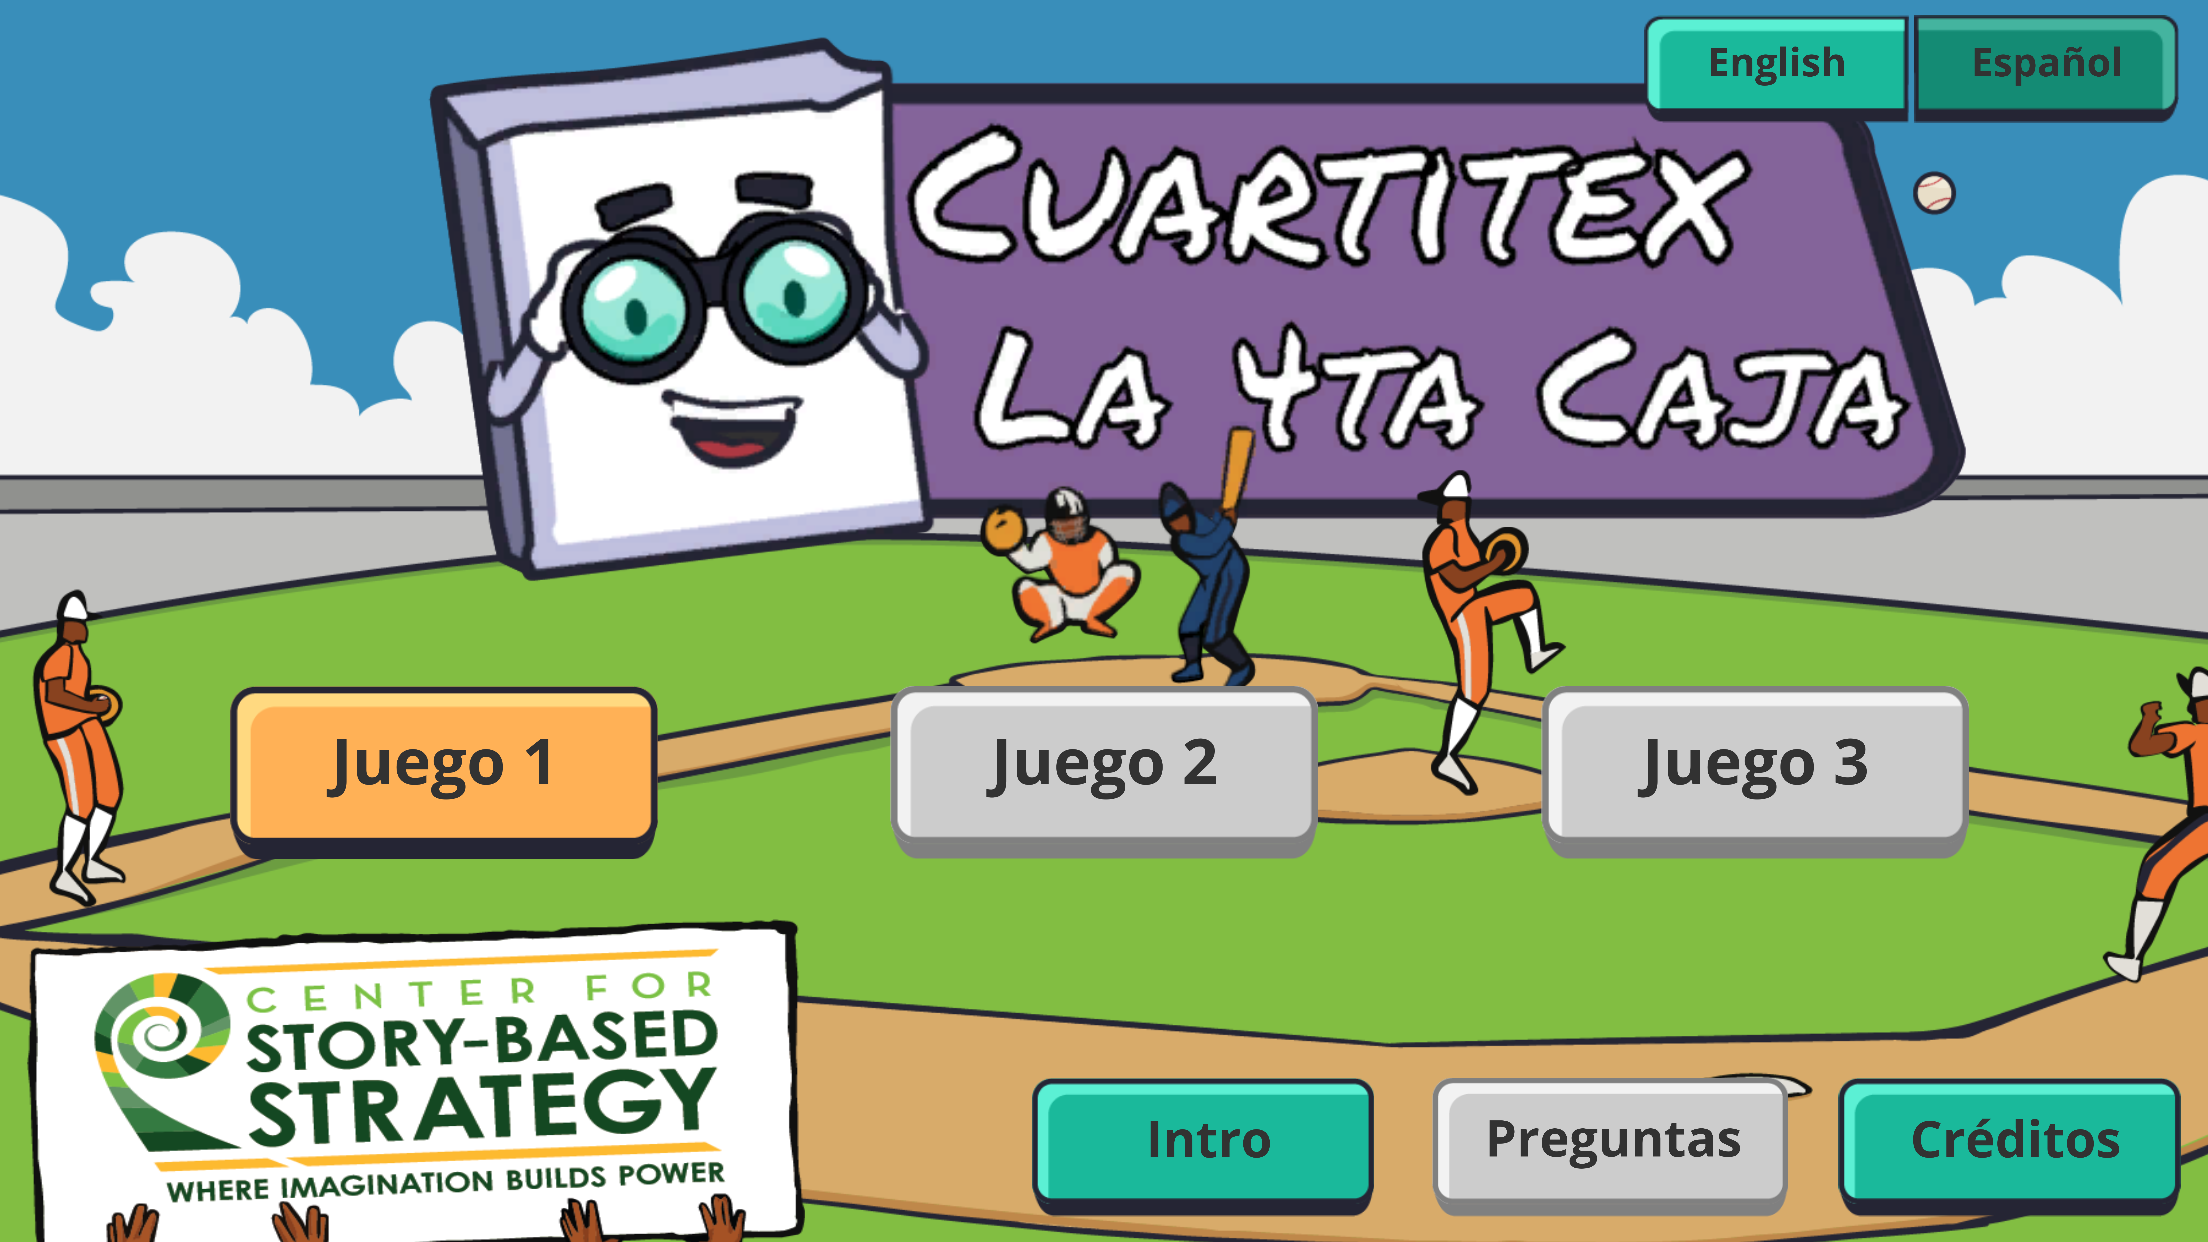 English
Español
CUARTITEX
LA 4TA CAJA
Juego 1
Juego 2
Juego 3
CENTER FOR
STORY-BASED
STRATEGY
WHERE IMAGINATION BUILDS POWER
Intro
Preguntas
Créditos